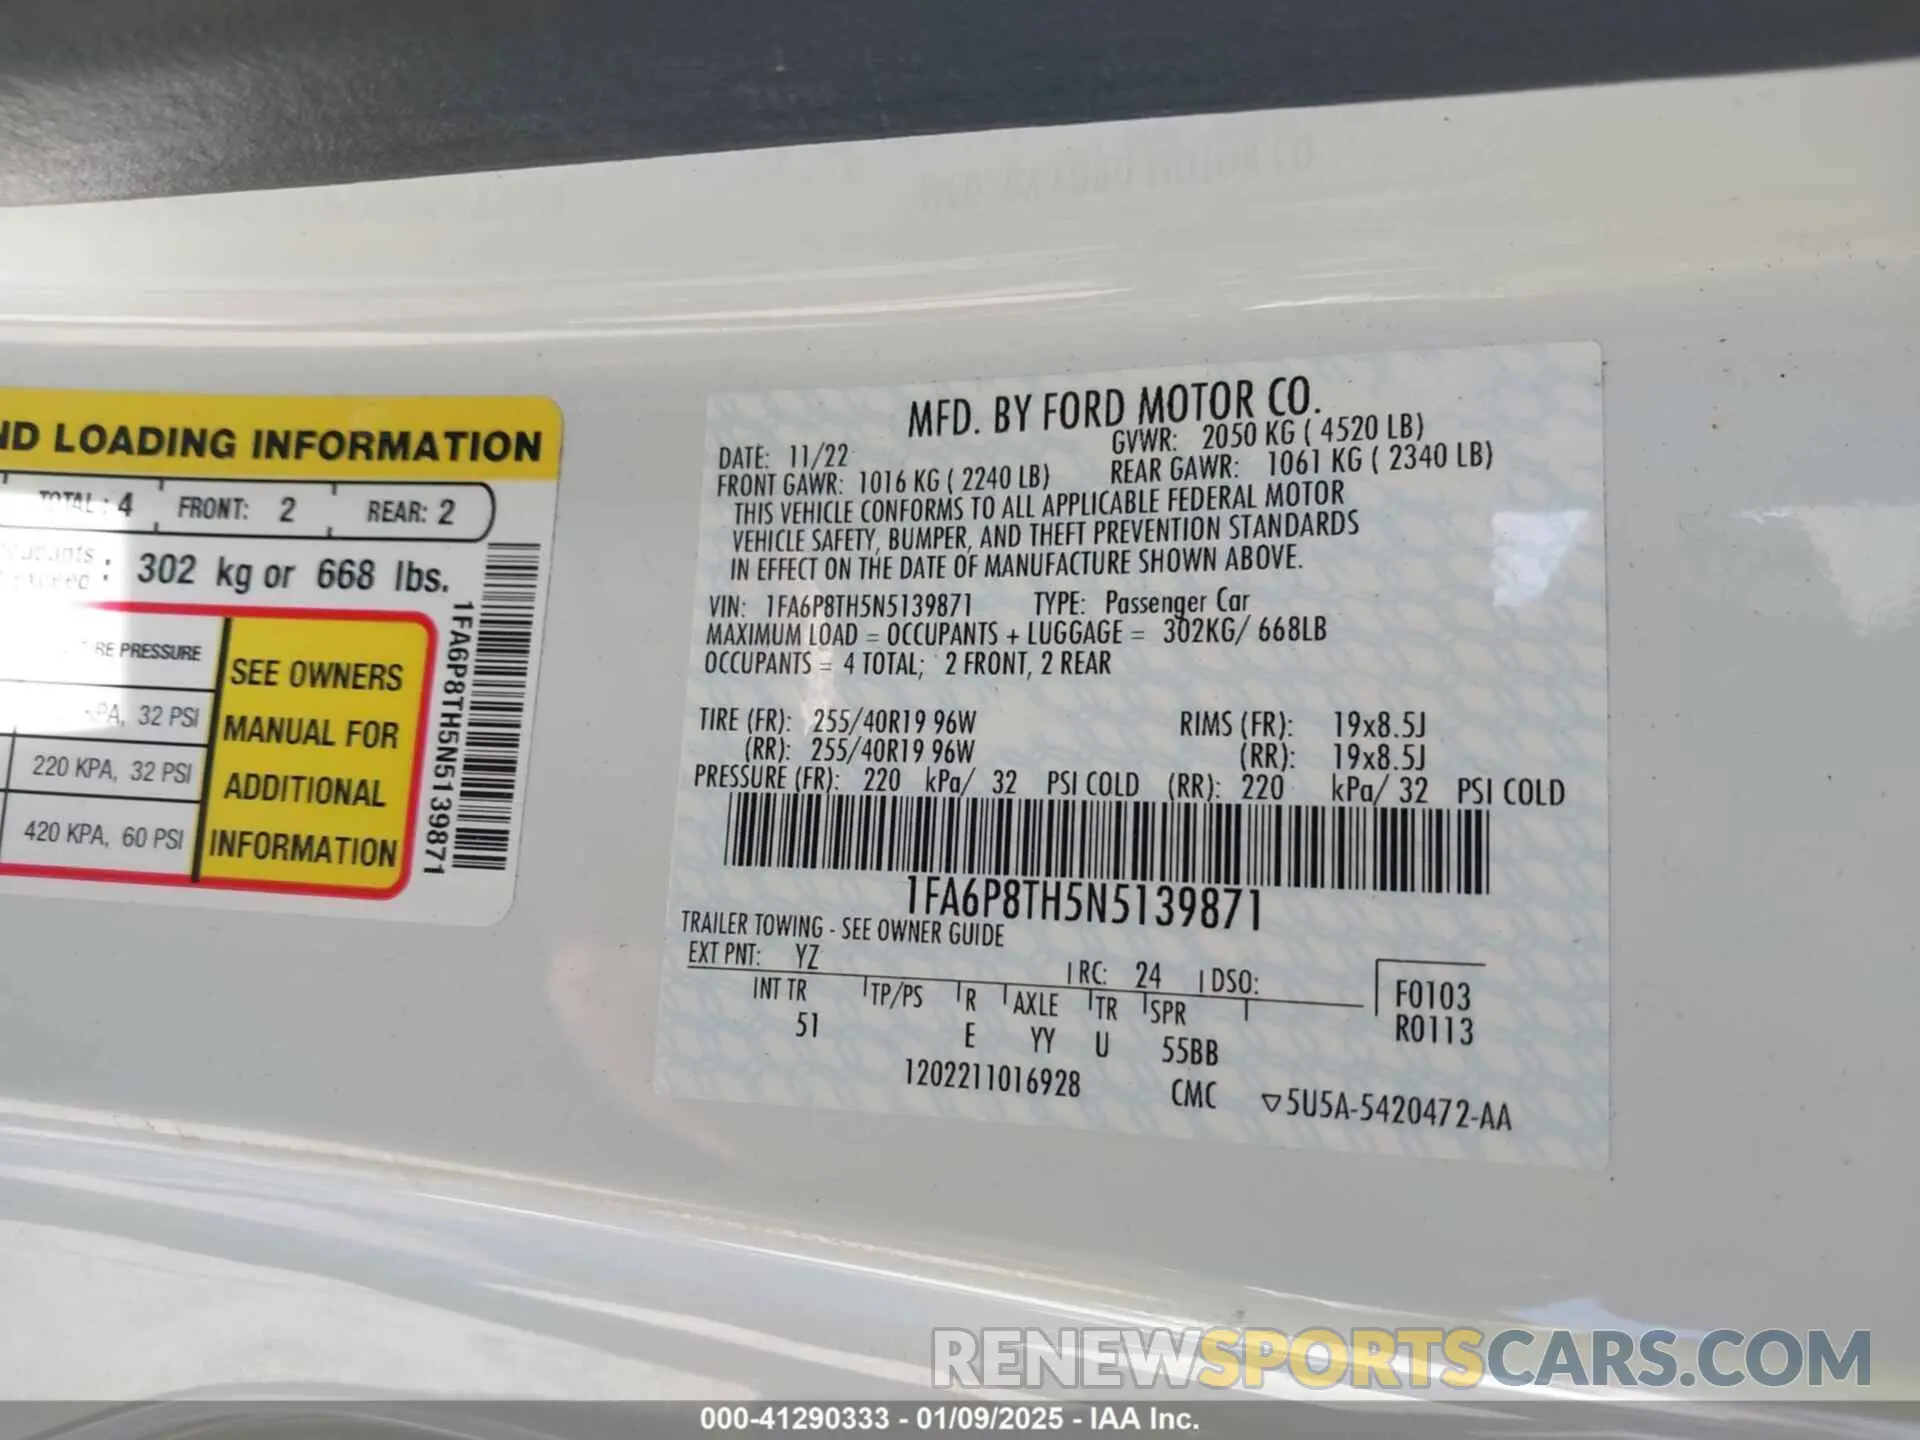 LOADING INFORMATION
TOTAL: 4 FRONT: 2 REAR: 2
302 kg or 668 lbs.
PRESSURE
32 PSI
220 KPA, 32 PSI
420 KPA, 60 PSI
SEE OWNERS
MANUAL FOR
ADDITIONAL
INFORMATION
1FA6P8TH5N5139871
MFD. BY FORD MOTOR CO.
DATE: 11/22 GVWR: 2050 KG ( 4520 LB)
FRONT GAWR: 1016 KG ( 2240 LB) REAR GAWR: 1061 KG ( 2340 LB)
THIS VEHICLE CONFORMS TO ALL APPLICABLE FEDERAL MOTOR
VEHICLE SAFETY, BUMPER, AND THEFT PREVENTION STANDARDS
IN EFFECT ON THE DATE OF MANUFACTURE SHOWN ABOVE.
VIN: 1FA6P8TH5N5139871 TYPE: Passenger Car
MAXIMUM LOAD = OCCUPANTS + LUGGAGE = 302KG/ 668LB
OCCUPANTS = 4 TOTAL; 2 FRONT, 2 REAR
TIRE (FR): 255/40R19 96W RIMS (FR): 19x8.5J
(RR): 255/40R19 96W (RR): 19x8.5J
PRESSURE (FR): 220 kPa/ 32 PSI COLD (RR): 220 kPa/ 32 PSI COLD
1FA6P8TH5N5139871
TRAILER TOWING - SEE OWNER GUIDE
EXT PNT: YZ RC: 24 DSO:
INT TR TP/PS R AXLE TR SPR
51 E YY U 55BB
F0103
R0113
1202211016928 CMC ▽5U5A-5420472-AA
RENEWSPORTSCARS.COM
000-41290333 - 01/09/2025 - IAA Inc.